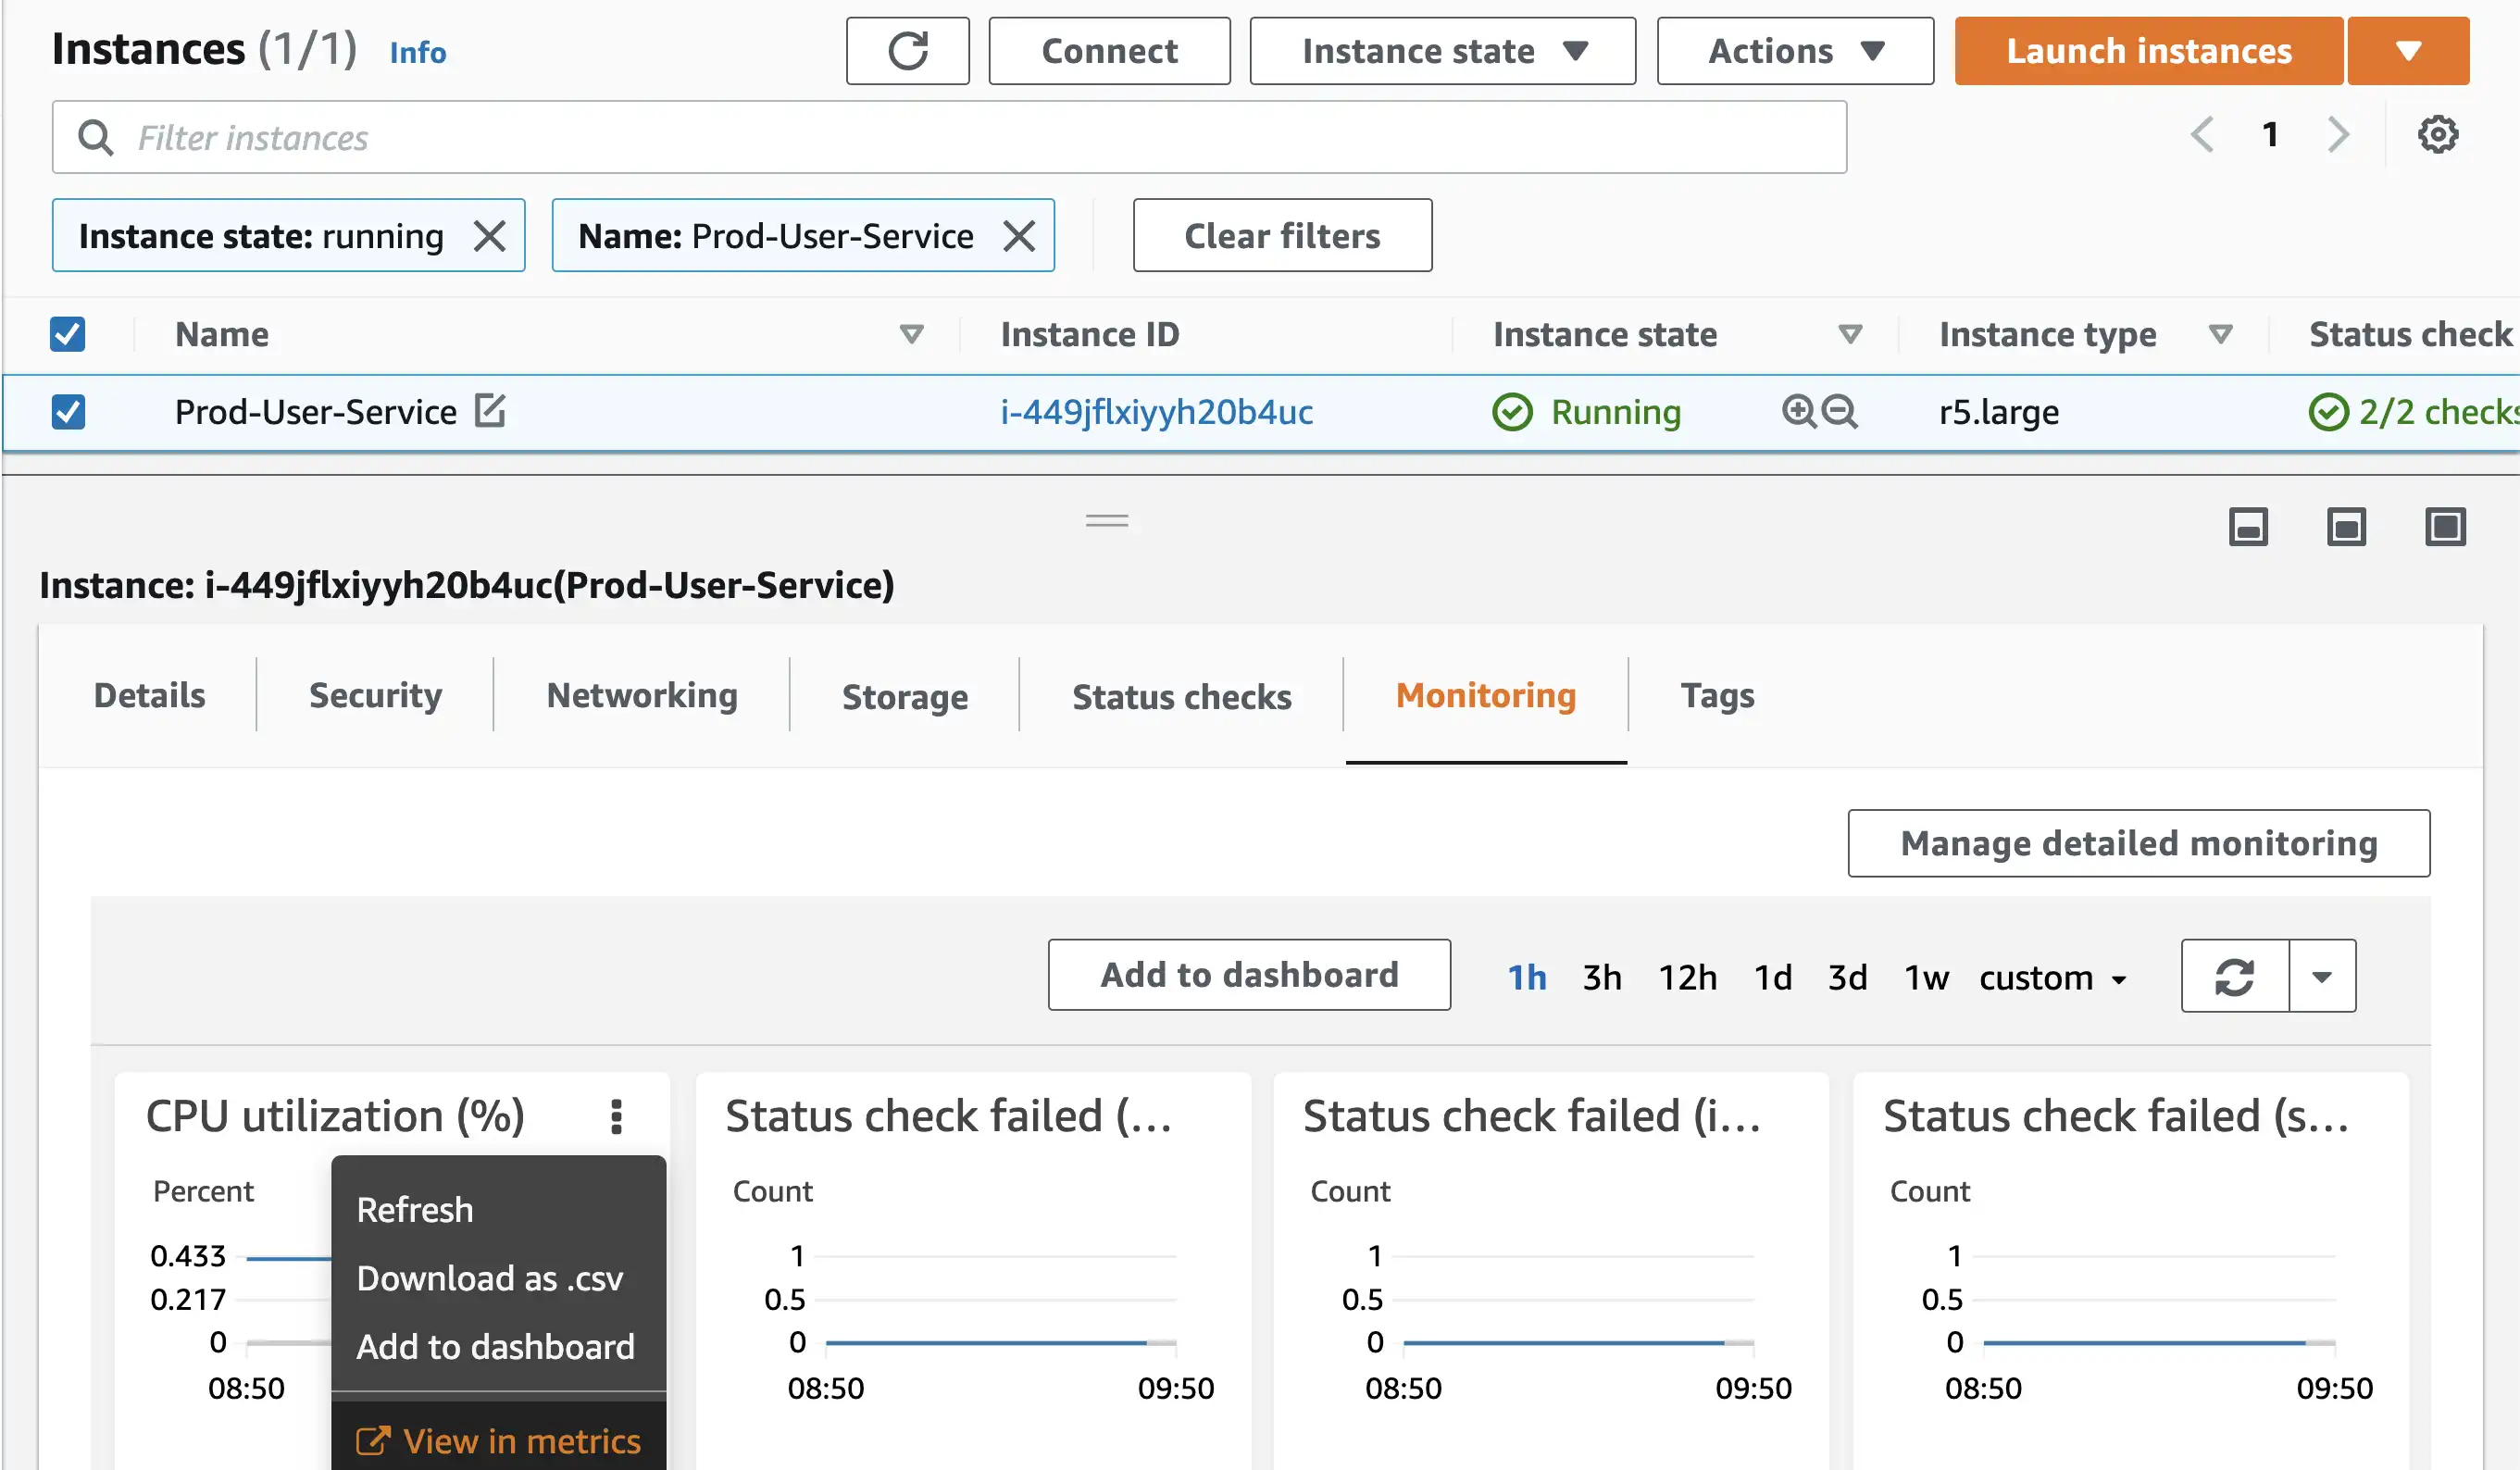 Instances (1/1) Info Connect Instance state Actions Launch instances
Filter instances 1
Instance state: running Name: Prod-User-Service Clear filters
Name Instance ID Instance state Instance type Status check
Prod-User-Service i-449jflxiyyh20b4uc Running r5.large 2/2 checks
Instance: i-449jflxiyyh20b4uc(Prod-User-Service)
Details Security Networking Storage Status checks Monitoring Tags
Manage detailed monitoring
Add to dashboard 1h 3h 12h 1d 3d 1w custom
CPU utilization (%)
Percent
0.433
0.217
0
08:50
Refresh
Download as .csv
Add to dashboard
View in metrics
Status check failed (...
Count
1
0.5
0
08:50 09:50
Status check failed (i...
Count
1
0.5
0
08:50 09:50
Status check failed (s...
Count
1
0.5
0
08:50 09:50